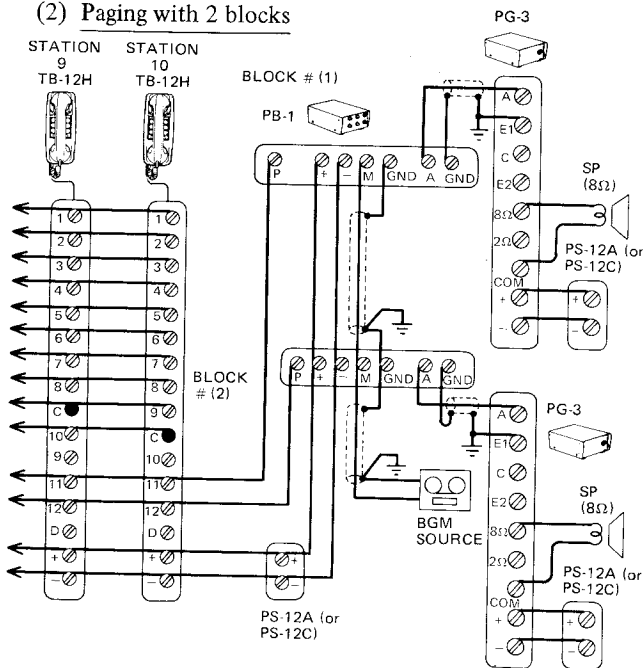 (2) Paging with 2 blocks
STATION
9
TB-12H
STATION
10
TB-12H
BLOCK # (1)
PB-1
PG-3
P + − M GND A GND
A
E1
C
E2
8Ω
2Ω
COM
+
−
SP
(8Ω)
PS-12A (or
PS-12C)
+
−
1
2
3
4
5
6
7
8
C
10
9
11
12
D
+
−
1
2
3
4
5
6
7
8
9
C
10
11
12
D
+
−
BLOCK
# (2)
P + − M GND A GND
BGM
SOURCE
+
−
PS-12A (or
PS-12C)
PG-3
A
E1
C
E2
8Ω
2Ω
COM
+
−
SP
(8Ω)
PS-12A (or
PS-12C)
+
−